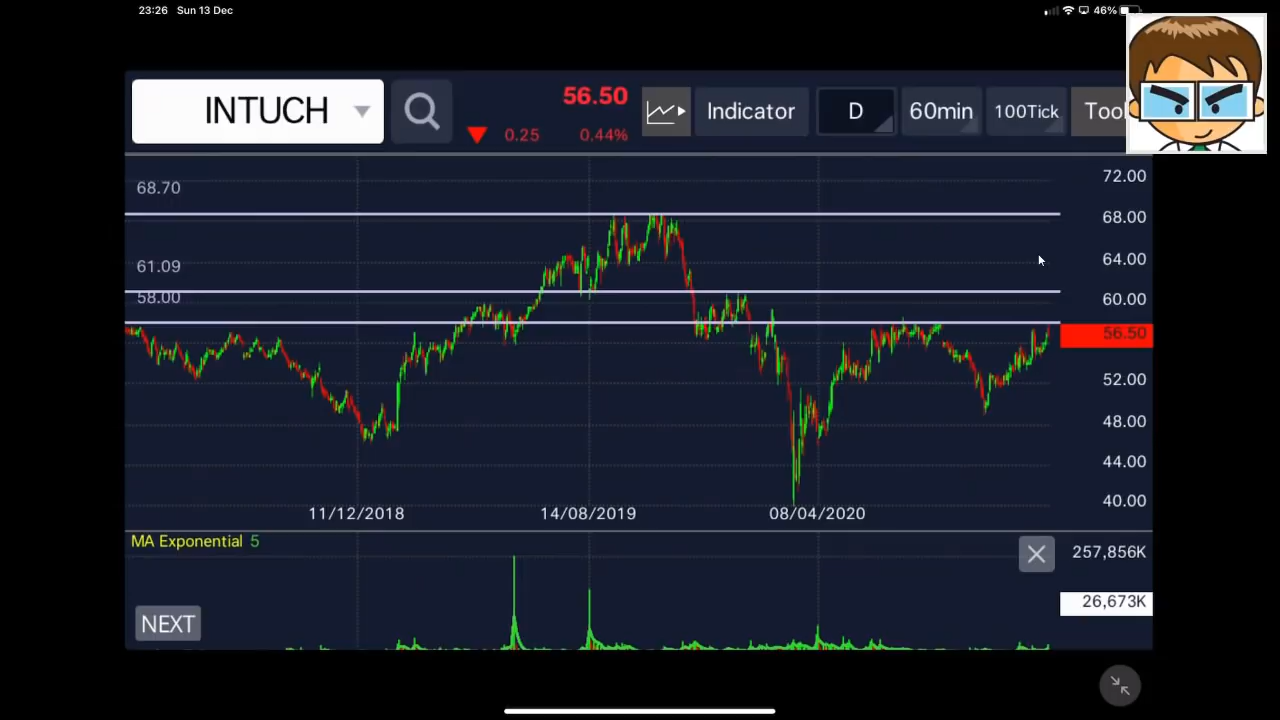 23:26 Sun 13 Dec
46%
INTUCH
56.50
0.25 0.44%
Indicator
D
60min
100Tick
Tool
68.70
61.09
58.00
72.00
68.00
64.00
60.00
56.50
52.00
48.00
44.00
40.00
11/12/2018
14/08/2019
08/04/2020
MA Exponential 5
257,856K
26,673K
NEXT